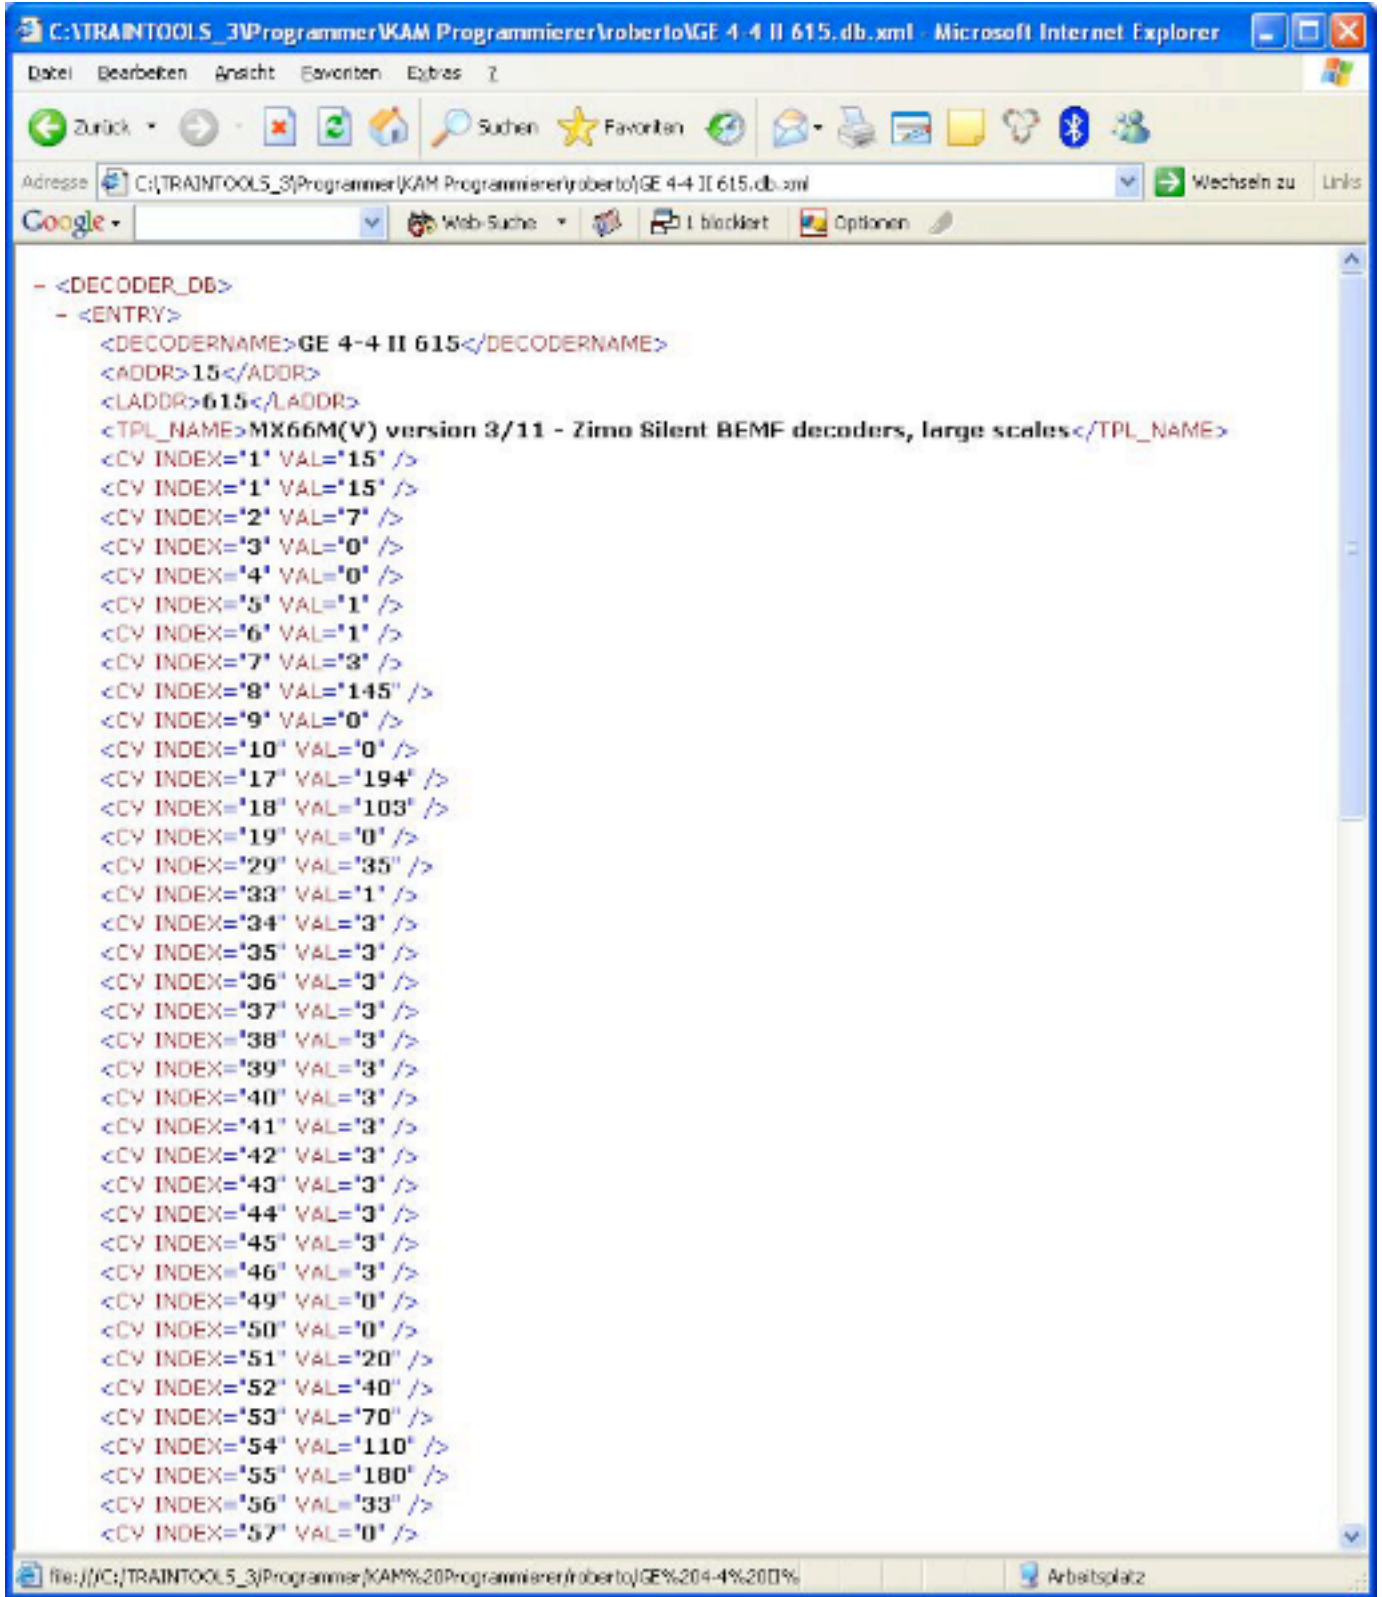 C:\TRAINTOOLS_3\Programmer\KAM Programmierer\roberto\GE 4-4 II 615.db.xml - Microsoft Internet Explorer
Datei Bearbeiten Ansicht Favoriten Extras ?
Zurück Suchen Favoriten
Adresse C:\TRAINTOOLS_3\Programmer\KAM Programmierer\roberto\GE 4-4 II 615.db.xml Wechseln zu Links
Google Web-Suche 1 blockiert Optionen
- <DECODER_DB>
- <ENTRY>
<DECODERNAME>GE 4-4 II 615</DECODERNAME>
<ADDR>15</ADDR>
<LADDR>615</LADDR>
<TPL_NAME>MX66M(V) version 3/11 - Zimo Silent BEMF decoders, large scales</TPL_NAME>
<CV INDEX="1" VAL="15" />
<CV INDEX="1" VAL="15" />
<CV INDEX="2" VAL="7" />
<CV INDEX="3" VAL="0" />
<CV INDEX="4" VAL="0" />
<CV INDEX="5" VAL="1" />
<CV INDEX="6" VAL="1" />
<CV INDEX="7" VAL="3" />
<CV INDEX="8" VAL="145" />
<CV INDEX="9" VAL="0" />
<CV INDEX="10" VAL="0" />
<CV INDEX="17" VAL="194" />
<CV INDEX="18" VAL="103" />
<CV INDEX="19" VAL="0" />
<CV INDEX="29" VAL="35" />
<CV INDEX="33" VAL="1" />
<CV INDEX="34" VAL="3" />
<CV INDEX="35" VAL="3" />
<CV INDEX="36" VAL="3" />
<CV INDEX="37" VAL="3" />
<CV INDEX="38" VAL="3" />
<CV INDEX="39" VAL="3" />
<CV INDEX="40" VAL="3" />
<CV INDEX="41" VAL="3" />
<CV INDEX="42" VAL="3" />
<CV INDEX="43" VAL="3" />
<CV INDEX="44" VAL="3" />
<CV INDEX="45" VAL="3" />
<CV INDEX="46" VAL="3" />
<CV INDEX="49" VAL="0" />
<CV INDEX="50" VAL="0" />
<CV INDEX="51" VAL="20" />
<CV INDEX="52" VAL="40" />
<CV INDEX="53" VAL="70" />
<CV INDEX="54" VAL="110" />
<CV INDEX="55" VAL="180" />
<CV INDEX="56" VAL="33" />
<CV INDEX="57" VAL="0" />
file:///C:/TRAINTOOLS_3/Programmer/KAM%20Programmierer/roberto/GE%204-4%20II% Arbeitsplatz